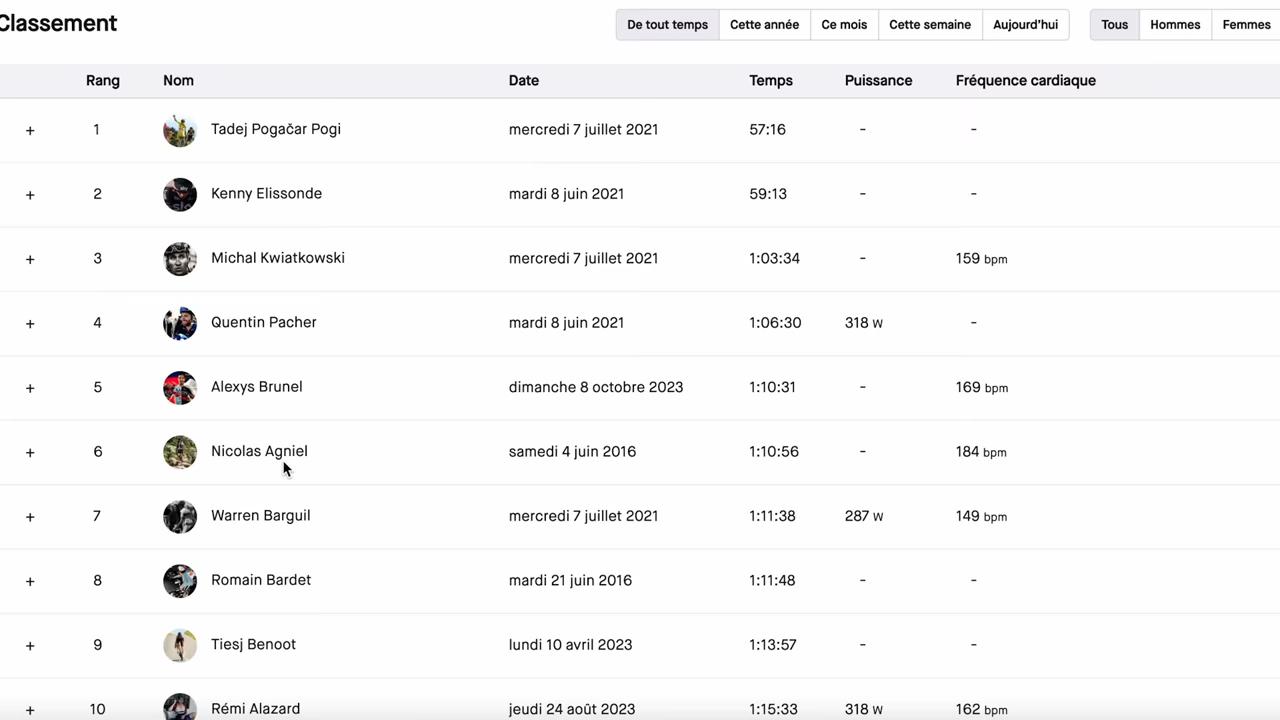 Classement De tout temps Cette année Ce mois Cette semaine Aujourd'hui Tous Hommes Femmes
Rang Nom Date Temps Puissance Fréquence cardiaque
+ 1 Tadej Pogačar Pogi mercredi 7 juillet 2021 57:16 - -
+ 2 Kenny Elissonde mardi 8 juin 2021 59:13 - -
+ 3 Michal Kwiatkowski mercredi 7 juillet 2021 1:03:34 - 159 bpm
+ 4 Quentin Pacher mardi 8 juin 2021 1:06:30 318 W -
+ 5 Alexys Brunel dimanche 8 octobre 2023 1:10:31 - 169 bpm
+ 6 Nicolas Agniel samedi 4 juin 2016 1:10:56 - 184 bpm
+ 7 Warren Barguil mercredi 7 juillet 2021 1:11:38 287 W 149 bpm
+ 8 Romain Bardet mardi 21 juin 2016 1:11:48 - -
+ 9 Tiesj Benoot lundi 10 avril 2023 1:13:57 - -
+ 10 Rémi Alazard jeudi 24 août 2023 1:15:33 318 W 162 bpm